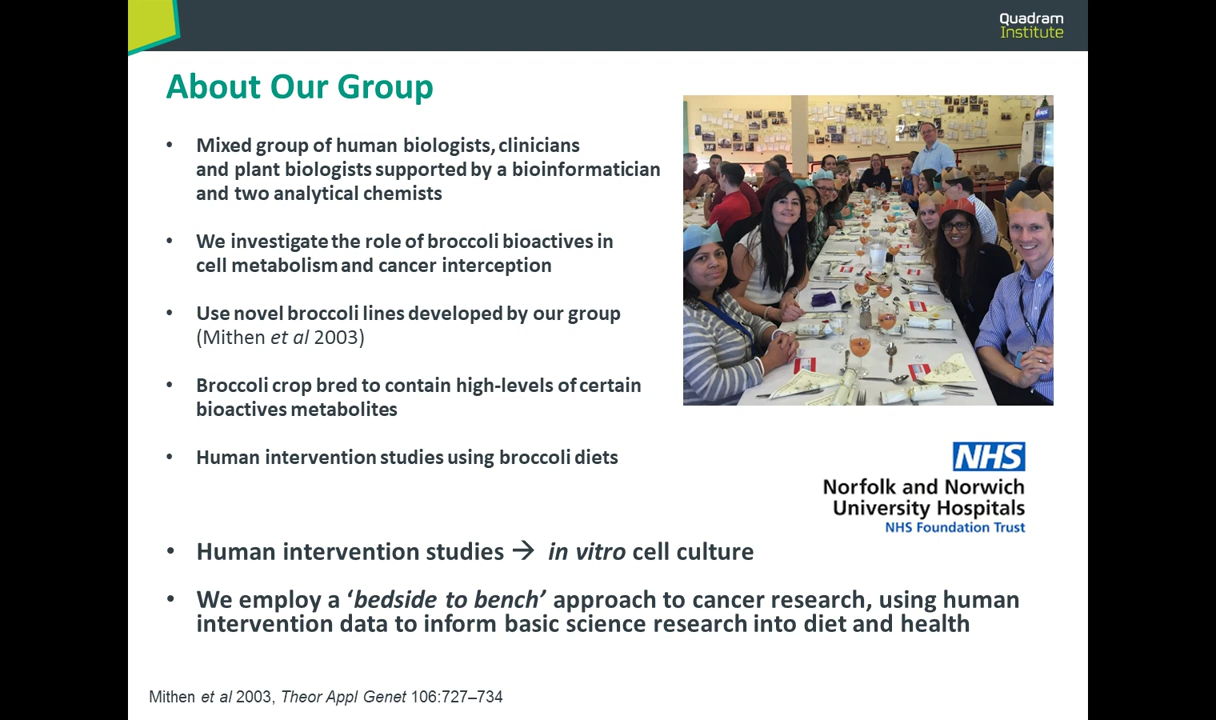 Quadram
Institute
About Our Group
• Mixed group of human biologists, clinicians
and plant biologists supported by a bioinformatician
and two analytical chemists
• We investigate the role of broccoli bioactives in
cell metabolism and cancer interception
• Use novel broccoli lines developed by our group
(Mithen et al 2003)
• Broccoli crop bred to contain high-levels of certain
bioactives metabolites
• Human intervention studies using broccoli diets
NHS
Norfolk and Norwich
University Hospitals
NHS Foundation Trust
• Human intervention studies → in vitro cell culture
• We employ a ‘bedside to bench’ approach to cancer research, using human
intervention data to inform basic science research into diet and health
Mithen et al 2003, Theor Appl Genet 106:727–734